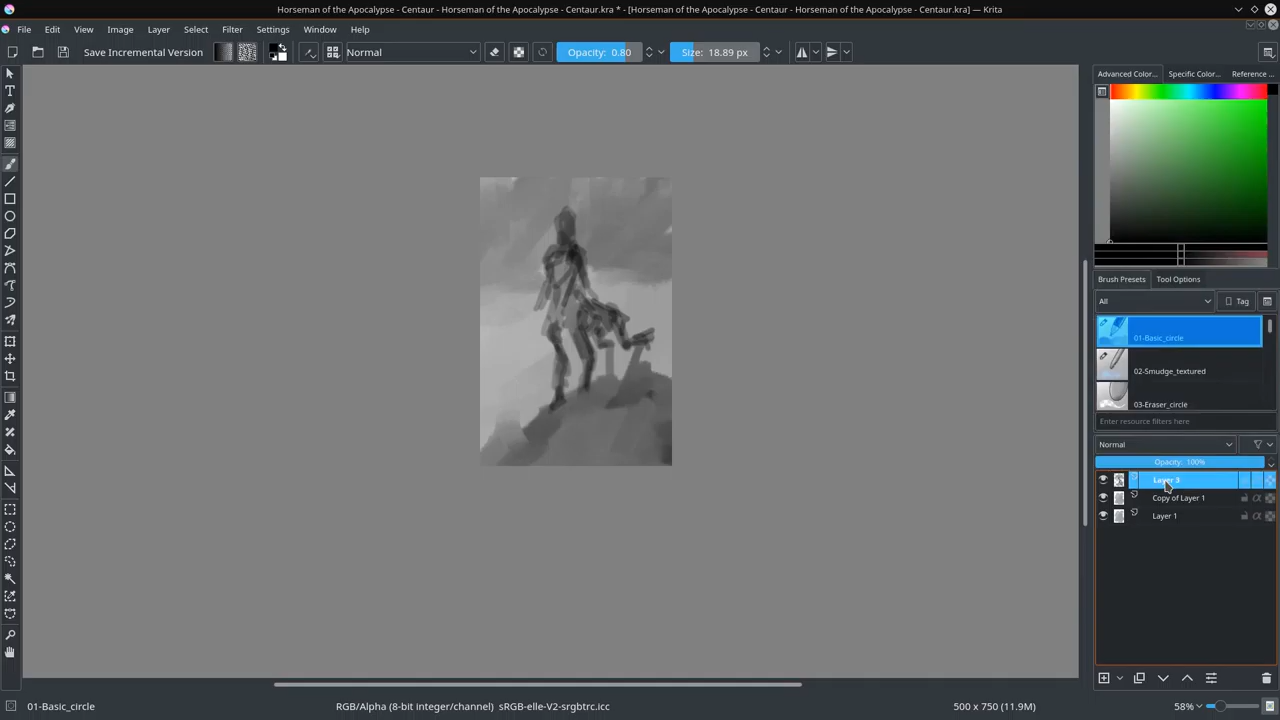 Horseman of the Apocalypse - Centaur - Horseman of the Apocalypse - Centaur.kra * - [Horseman of the Apocalypse - Centaur - Horseman of the Apocalypse - Centaur.kra] — Krita
File Edit View Image Layer Select Filter Settings Window Help
Save Incremental Version Normal Opacity: 0.80 Size: 18.89 px
Advanced Color... Specific Color... Reference ...
Brush Presets Tool Options
All Tag
01-Basic_circle
02-Smudge_textured
03-Eraser_circle
Enter resource filters here
Normal
Opacity: 100%
Layer 3
Copy of Layer 1
Layer 1
01-Basic_circle RGB/Alpha (8-bit integer/channel) sRGB-elle-V2-srgbtrc.icc 500 x 750 (11.9M) 58%